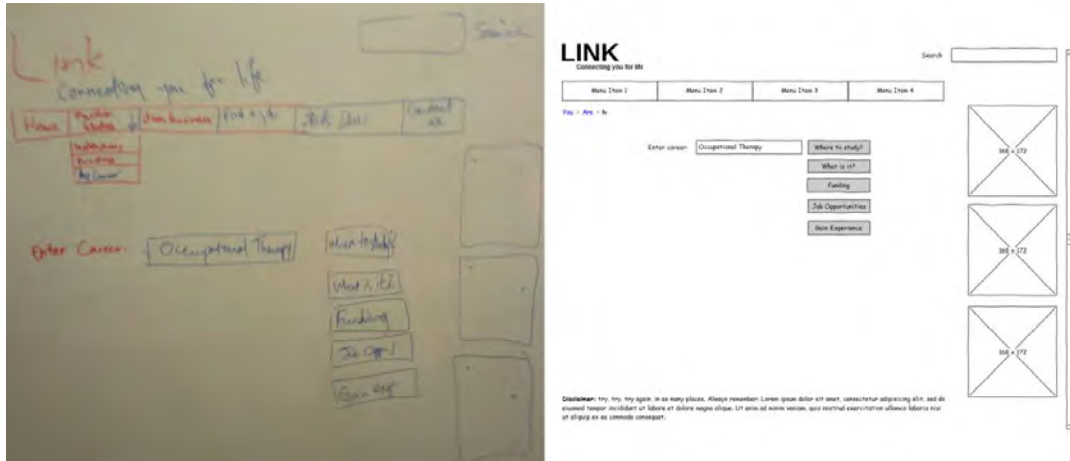 Link
Search
Connecting you for life
Home
Own business
Find a job
Contact us
Institutions
Funding
Enter Career:
Occupational Therapy
Where to study?
What is it?
Funding
Job Opp
Gain Exp
LINK
Connecting you for life
Search
Menu Item 1 Menu Item 2 Menu Item 3 Menu Item 4
You > Are > In
Enter career: Occupational Therapy
Where to study?
What is it?
Funding
Job Opportunities
Gain Experience
168 x 172
168 x 172
168 x 172
Disclaimer: try, try, try again, in as many places. Always remember: Lorem ipsum dolor sit amet, consectetur adipisicing elit, sed do
eiusmod tempor incididunt ut labore et dolore magna aliqua. Ut enim ad minim veniam, quis nostrud exercitation ullamco laboris nisi
ut aliquip ex ea commodo consequat.